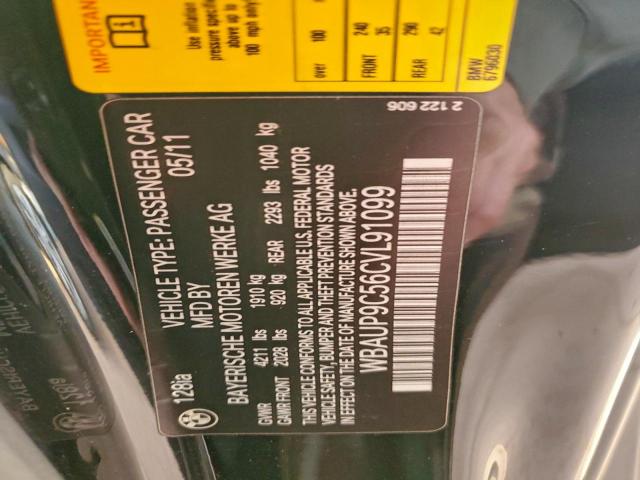 IMPORTAN
Use inflation
pressure specifie
above up to
100 mph only if
over 100
FRONT 240 35
REAR 290 42
BMW
6796030
128ia VEHICLE TYPE: PASSENGER CAR
MFD BY 05/11
BAYERISCHE MOTOREN WERKE AG
GVWR 4211 lbs 1910 kg
GAWR FRONT 2028 lbs 920 kg REAR 2293 lbs 1040 kg
THIS VEHICLE CONFORMS TO ALL APPLICABLE U.S. FEDERAL MOTOR
VEHICLE SAFETY, BUMPER, AND THEFT PREVENTION STANDARDS
IN EFFECT ON THE DATE OF MANUFACTURE SHOWN ABOVE.
WBAUP9C56CVL91099
2 122 606